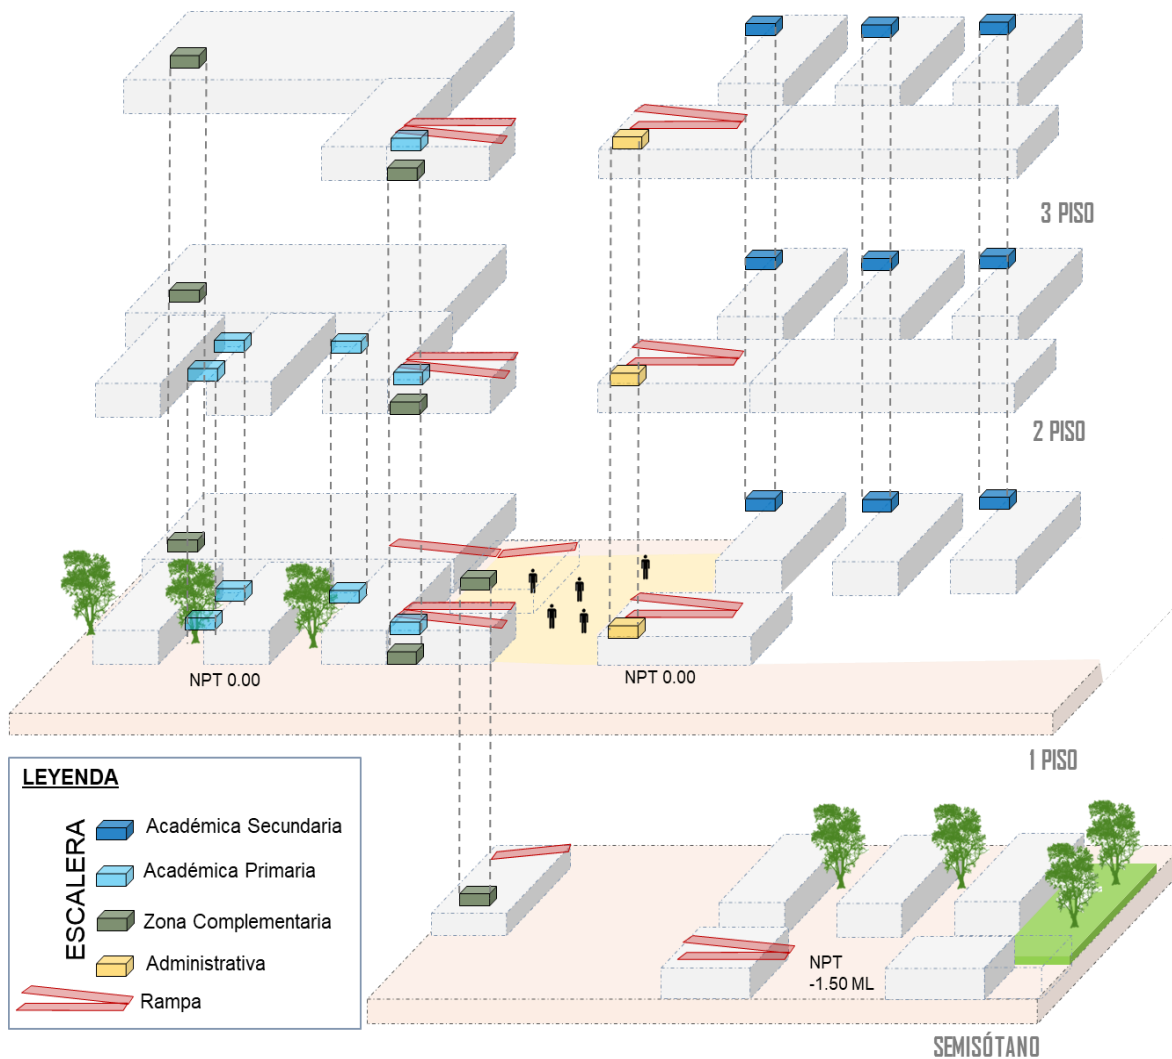 3 PISO
2 PISO
NPT 0.00
NPT 0.00
1 PISO
LEYENDA
ESCALERA
Académica Secundaria
Académica Primaria
Zona Complementaria
Administrativa
Rampa
NPT
-1.50 ML
SEMISÓTANO